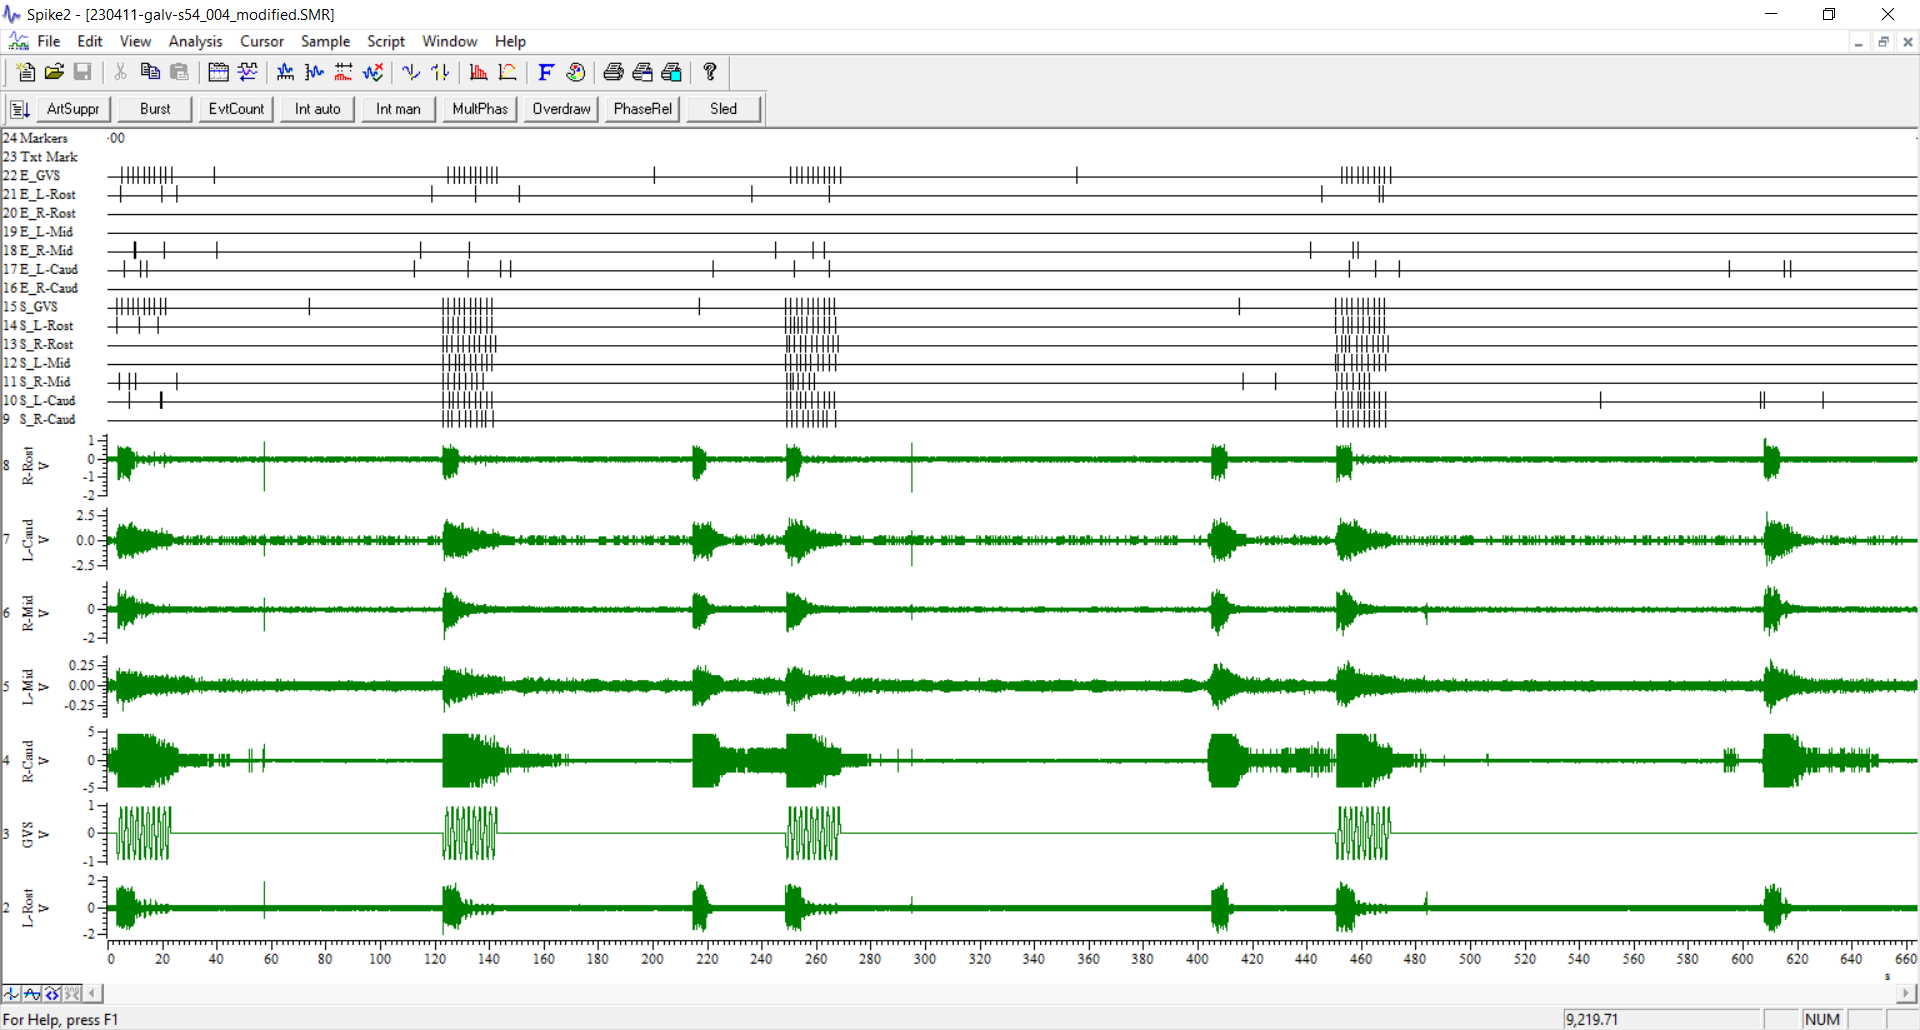 Spike2 - [230411-galv-s54_004_modified.SMR]
File Edit View Analysis Cursor Sample Script Window Help
ArtSuppr Burst EvtCount Int auto Int man MultPhas Overdraw PhaseRel Sled
24 Markers ·00
23 Txt Mark
22 E_GVS
21 E_L-Rost
20 E_R-Rost
19 E_L-Mid
18 E_R-Mid
17 E_L-Caud
16 E_R-Caud
15 S_GVS
14 S_L-Rost
13 S_R-Rost
12 S_L-Mid
11 S_R-Mid
10 S_L-Caud
9 S_R-Caud
8 R-Rost V 1 0 -1 -2
7 L-Caud V 2.5 0.0 -2.5
6 R-Mid V 0 -2
5 L-Mid V 0.25 0.00 -0.25
4 R-Caud V 5 0 -5
3 GVS V 1 0 -1
2 L-Rost V 2 0 -2
0 20 40 60 80 100 120 140 160 180 200 220 240 260 280 300 320 340 360 380 400 420 440 460 480 500 520 540 560 580 600 620 640 660
s
For Help, press F1 9,219.71 NUM